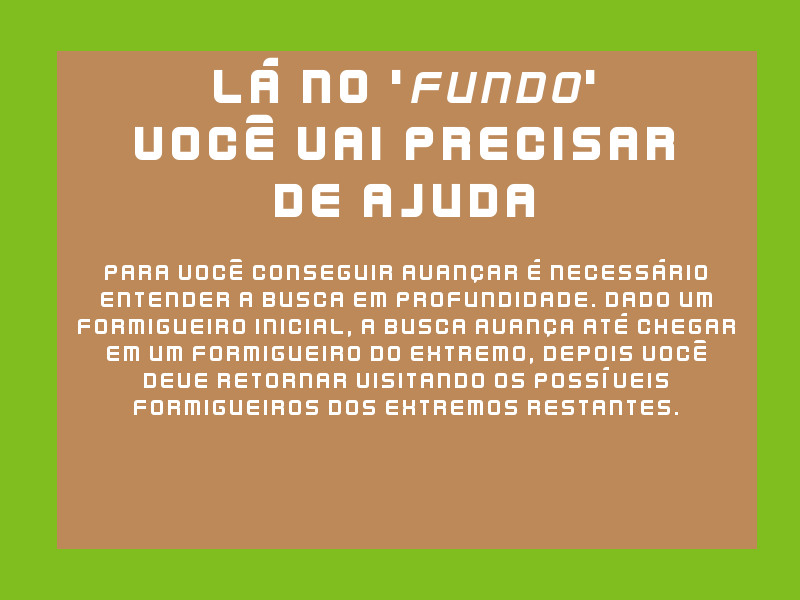 LÁ NO 'FUNDO'
VOCÊ VAI PRECISAR
DE AJUDA
PARA VOCÊ CONSEGUIR AVANÇAR É NECESSÁRIO
ENTENDER A BUSCA EM PROFUNDIDADE. DADO UM
FORMIGUEIRO INICIAL, A BUSCA AVANÇA ATÉ CHEGAR
EM UM FORMIGUEIRO DO EXTREMO, DEPOIS VOCÊ
DEVE RETORNAR VISITANDO OS POSSÍVEIS
FORMIGUEIROS DOS EXTREMOS RESTANTES.